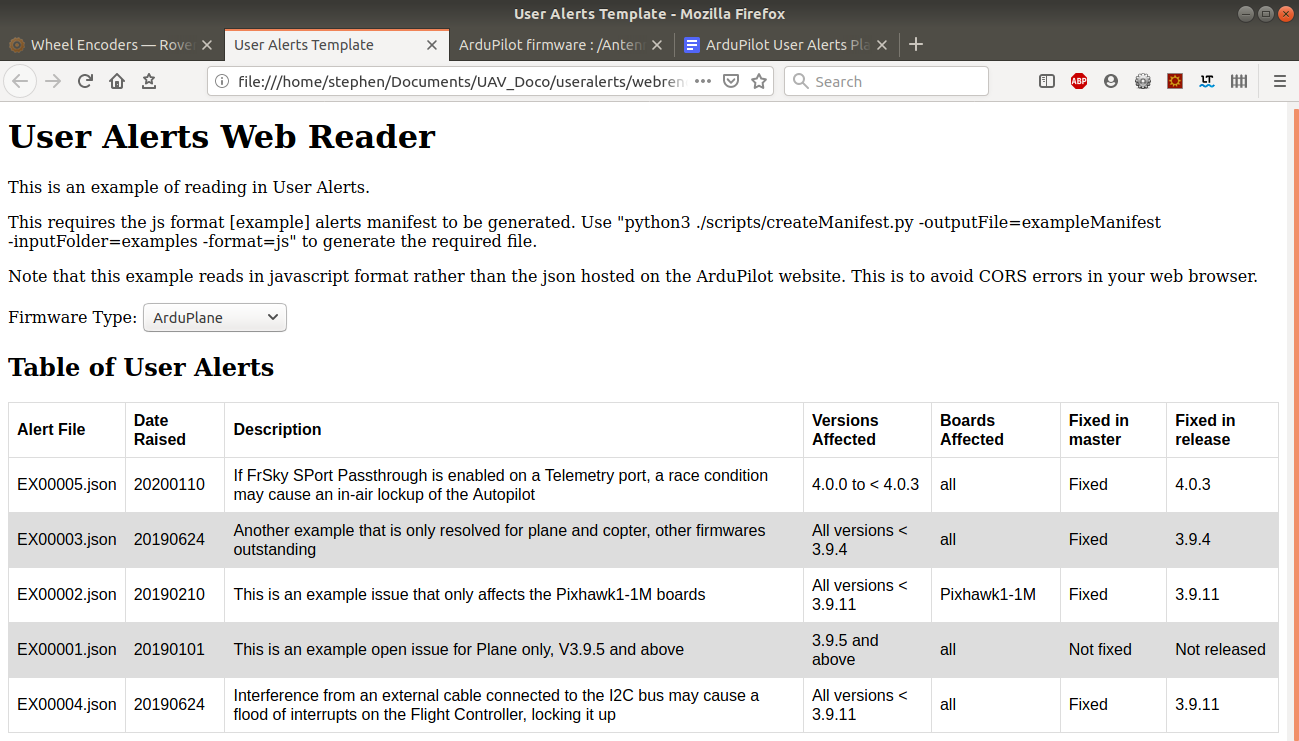 User Alerts Template - Mozilla Firefox
Wheel Encoders — Rove
User Alerts Template
ArduPilot firmware : /Anten
ArduPilot User Alerts Pla
file:///home/stephen/Documents/UAV_Doco/useralerts/webren
Search
ABP
LT
User Alerts Web Reader
This is an example of reading in User Alerts.
This requires the js format [example] alerts manifest to be generated. Use "python3 ./scripts/createManifest.py -outputFile=exampleManifest
-inputFolder=examples -format=js" to generate the required file.
Note that this example reads in javascript format rather than the json hosted on the ArduPilot website. This is to avoid CORS errors in your web browser.
Firmware Type: ArduPlane
Table of User Alerts
Alert File
Date
Raised
Description
Versions
Affected
Boards
Affected
Fixed in
master
Fixed in
release
EX00005.json
20200110
If FrSky SPort Passthrough is enabled on a Telemetry port, a race condition
may cause an in-air lockup of the Autopilot
4.0.0 to < 4.0.3
all
Fixed
4.0.3
EX00003.json
20190624
Another example that is only resolved for plane and copter, other firmwares
outstanding
All versions <
3.9.4
all
Fixed
3.9.4
EX00002.json
20190210
This is an example issue that only affects the Pixhawk1-1M boards
All versions <
3.9.11
Pixhawk1-1M
Fixed
3.9.11
EX00001.json
20190101
This is an example open issue for Plane only, V3.9.5 and above
3.9.5 and
above
all
Not fixed
Not released
EX00004.json
20190624
Interference from an external cable connected to the I2C bus may cause a
flood of interrupts on the Flight Controller, locking it up
All versions <
3.9.11
all
Fixed
3.9.11